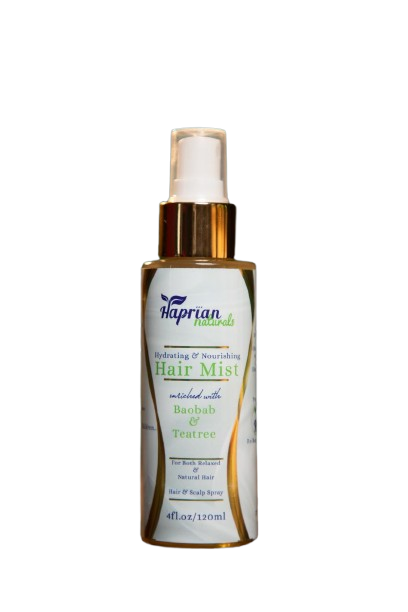 Haprian
naturals
Hydrating & Nourishing
Hair Mist
enriched with
Baobab
&
Teatree
For Both Relaxed
&
Natural Hair
Hair & Scalp Spray
4fl.oz/120ml